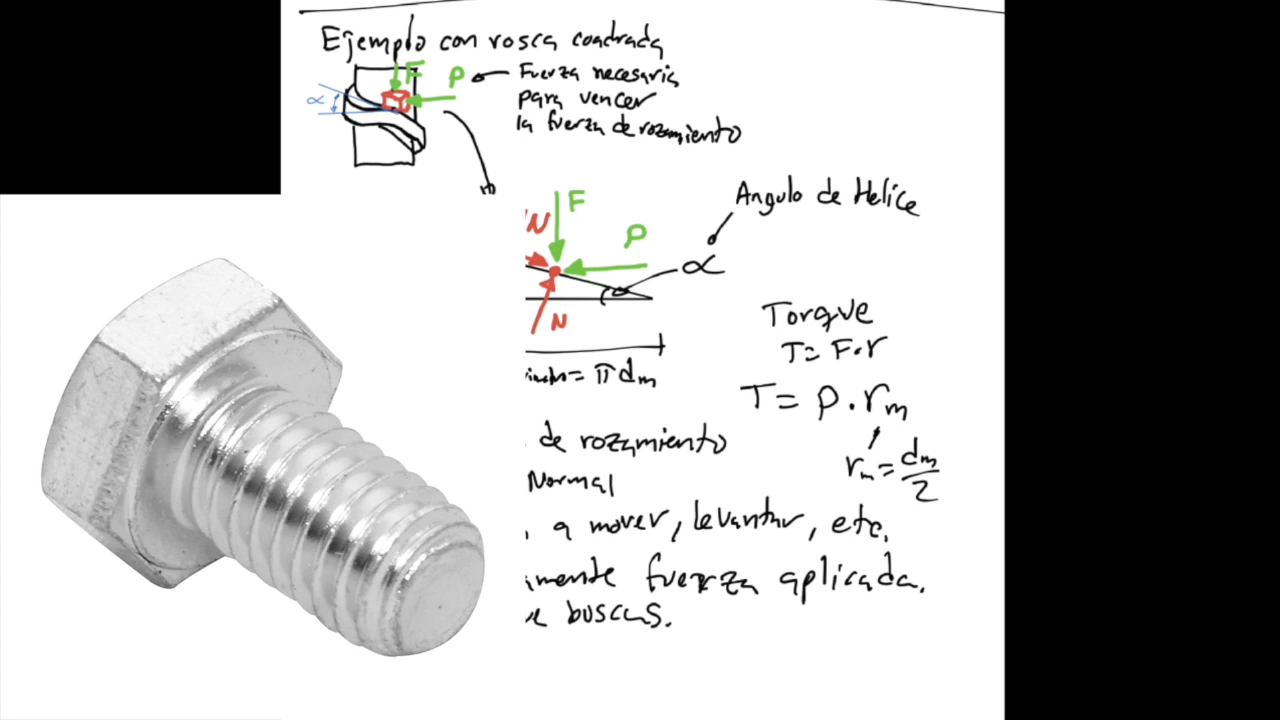 Ejemplo con rosca cuadrada
F P Fuerza necesaria
para vencer
la fuerza de rozamiento
α
Angulo de Helice
F
N
P
α
N
Torque
T= F.r
πdm
T= P.rm
rm= dm/2
de rozamiento
Normal
a mover, levantar, etc.
fuerza aplicada.
buscas.